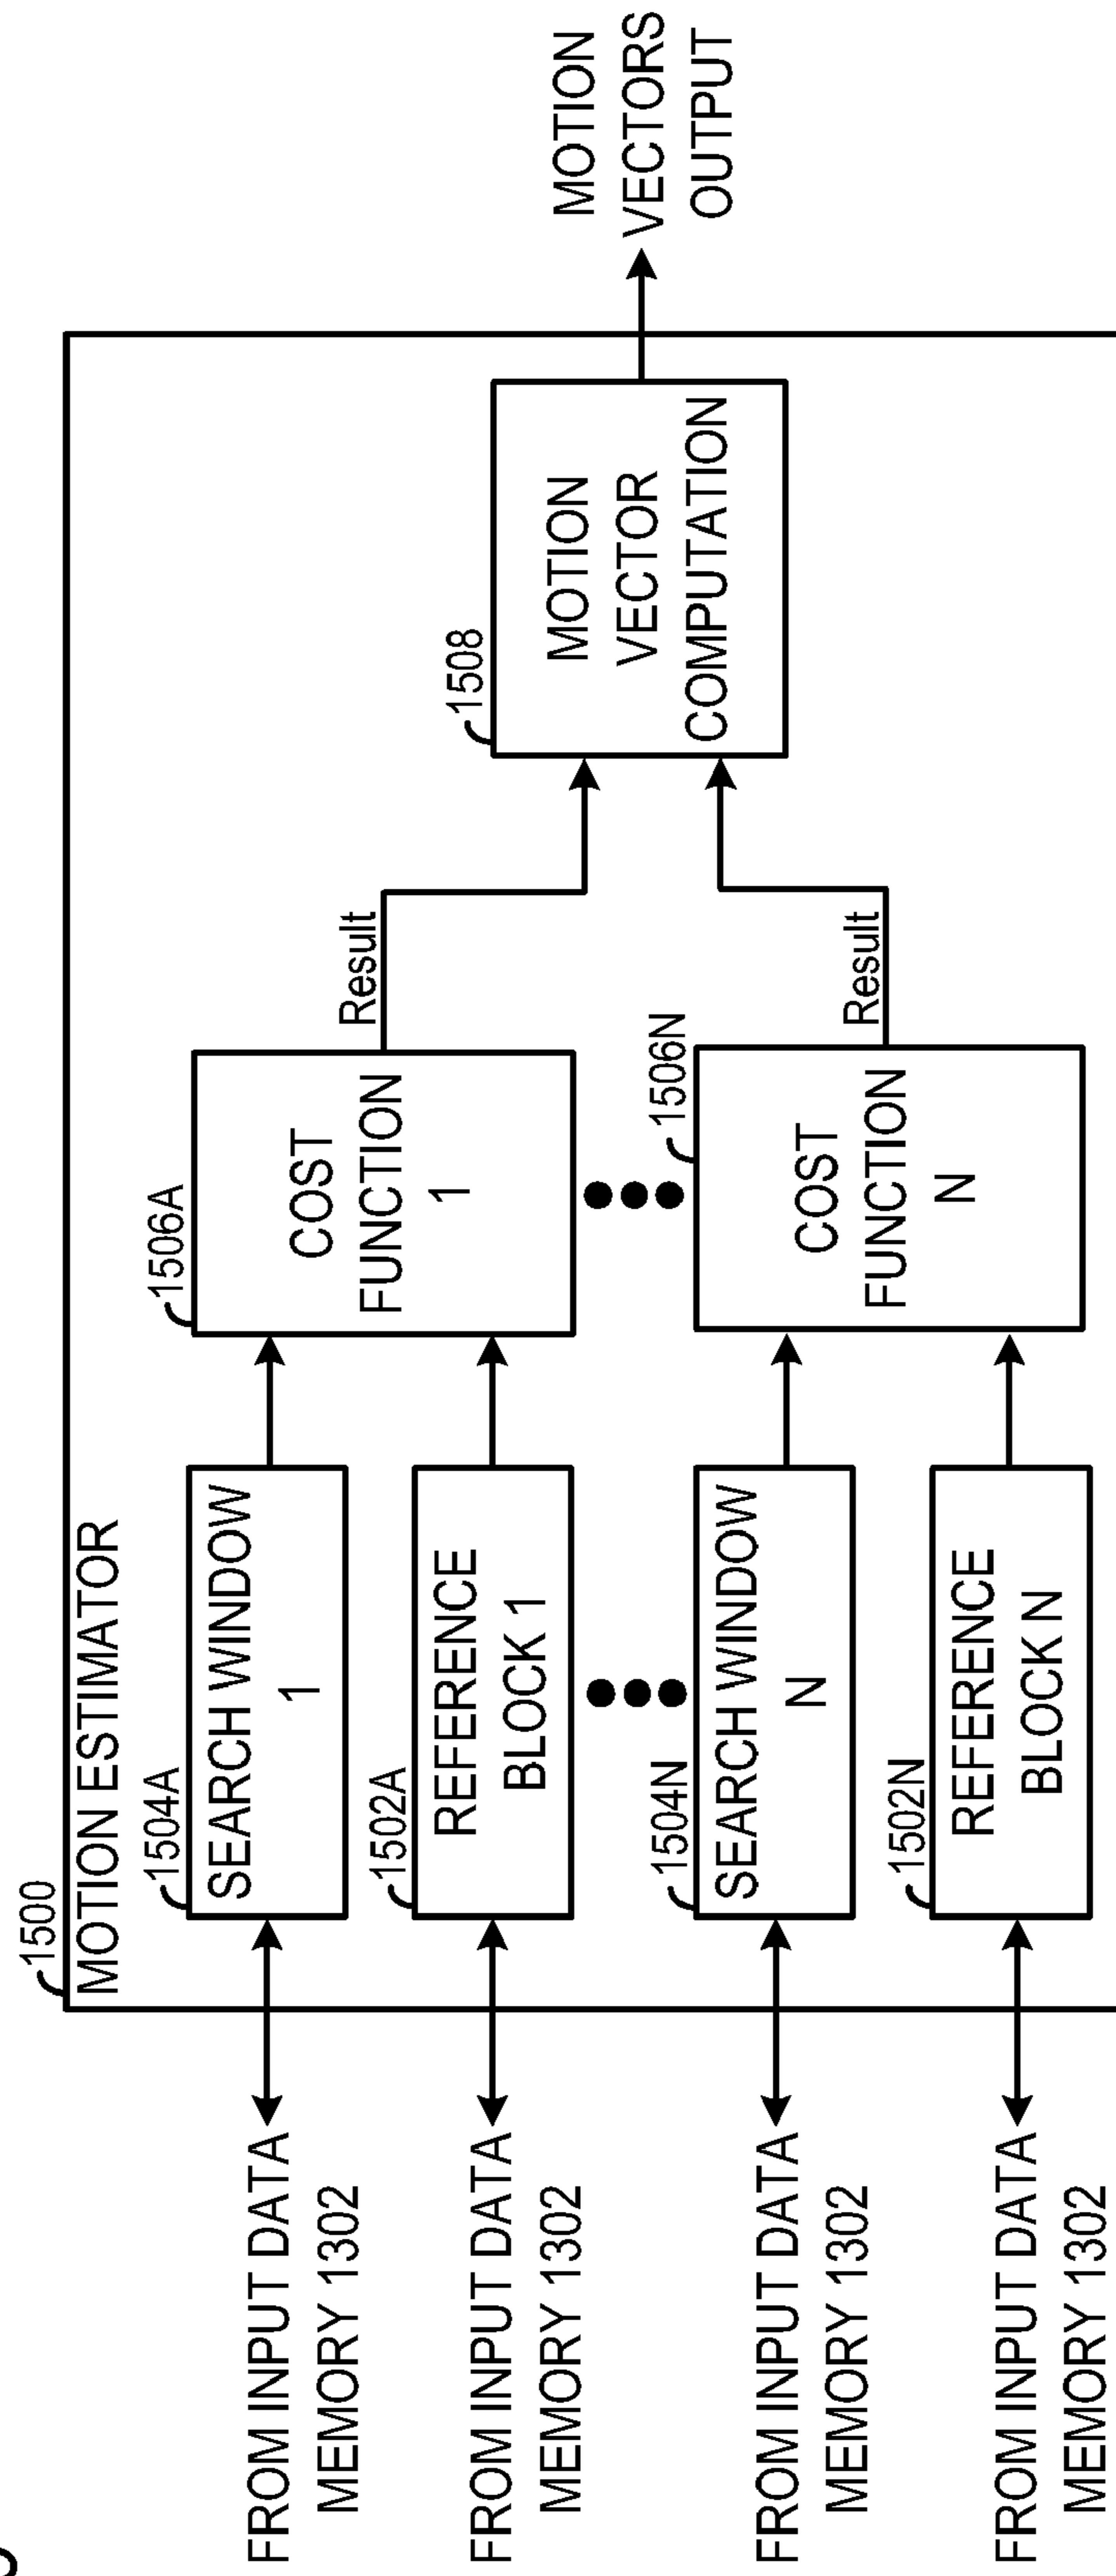 1500
MOTION ESTIMATOR
FROM INPUT DATA
MEMORY 1302
1504A
SEARCH WINDOW
1
1506A
COST
FUNCTION
1
Result
FROM INPUT DATA
MEMORY 1302
1502A
REFERENCE
BLOCK 1
1508
MOTION
VECTOR
COMPUTATION
MOTION
VECTORS
OUTPUT
FROM INPUT DATA
MEMORY 1302
1504N
SEARCH WINDOW
N
1506N
COST
FUNCTION
N
Result
FROM INPUT DATA
MEMORY 1302
1502N
REFERENCE
BLOCK N